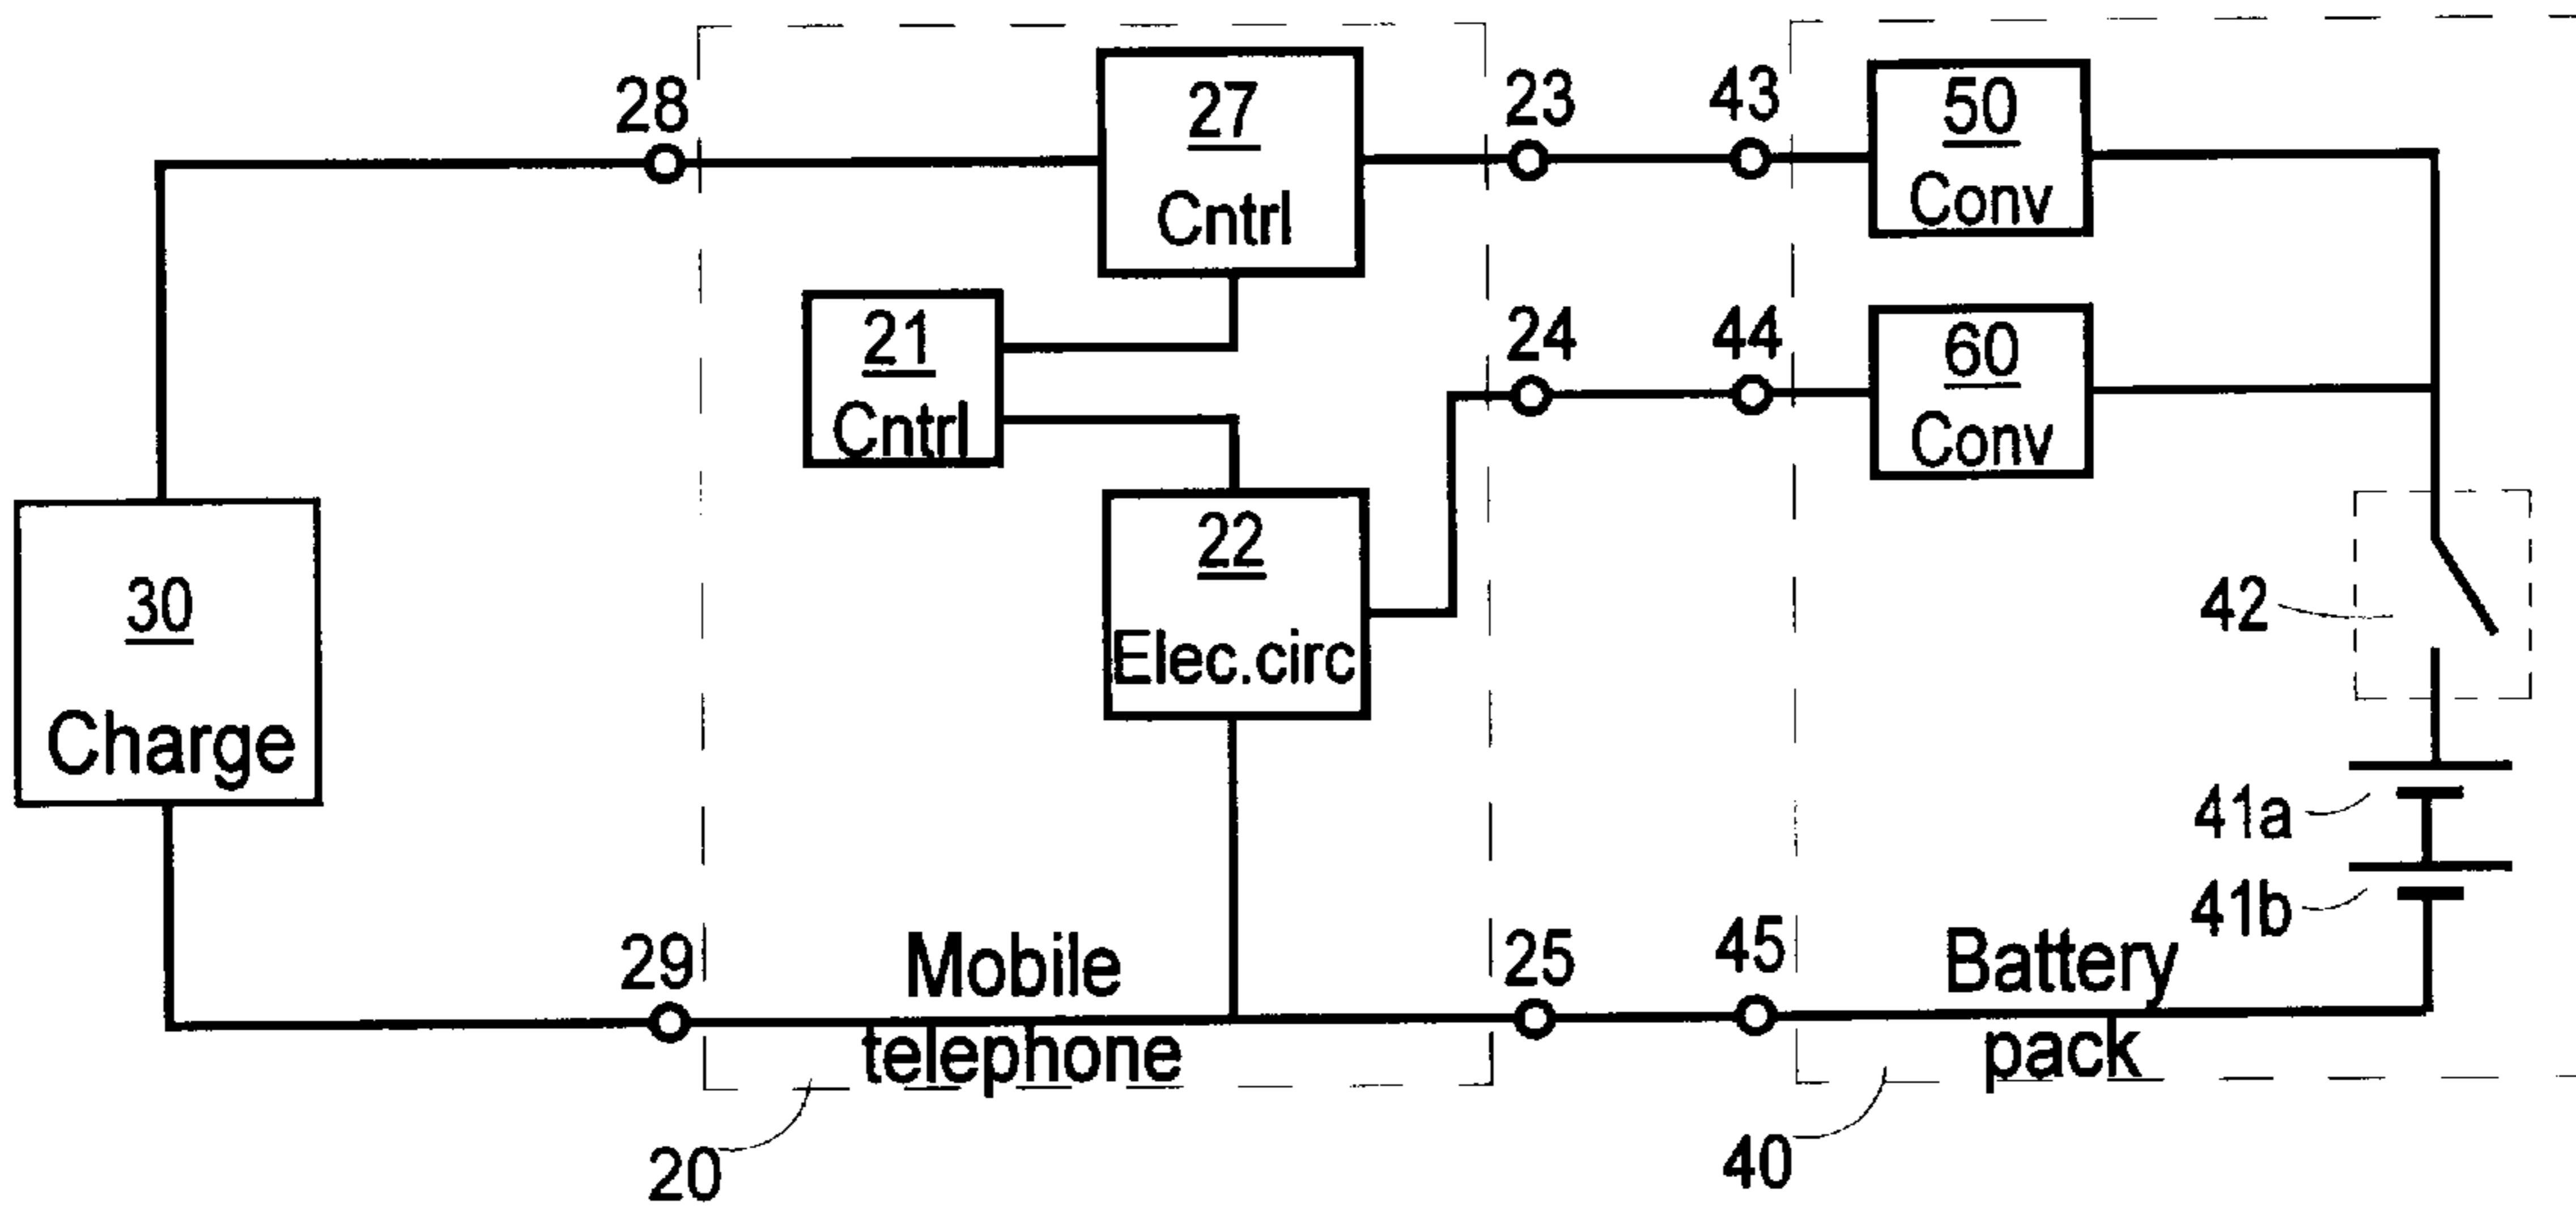 28
27
Cntrl
23
43
50
Conv
21
Cntrl
24
44
60
Conv
30
Charge
22
Elec.circ
42
41a
41b
29
Mobile
telephone
25
45
Battery
pack
20
40